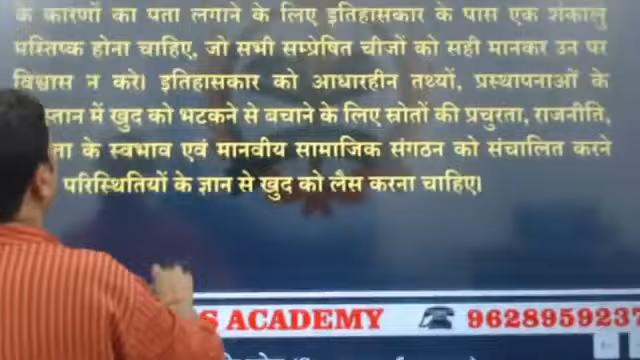 के कारणों का पता लगाने के लिए इतिहासकार के पास एक शंकालु
मस्तिष्क होना चाहिए, जो सभी सम्प्रेषित चीजों को सही मानकर उन पर
विश्वास न करे। इतिहासकार को आधारहीन तथ्यों, प्रस्थापनाओं के
में खुद को भटकने से बचाने के लिए स्रोतों की प्रचुरता, राजनीति,
के स्वभाव एवं मानवीय सामाजिक संगठन को संचालित करने
परिस्थितियों के ज्ञान से खुद को लैस करना चाहिए।
S ACADEMY ☎ 9628959237